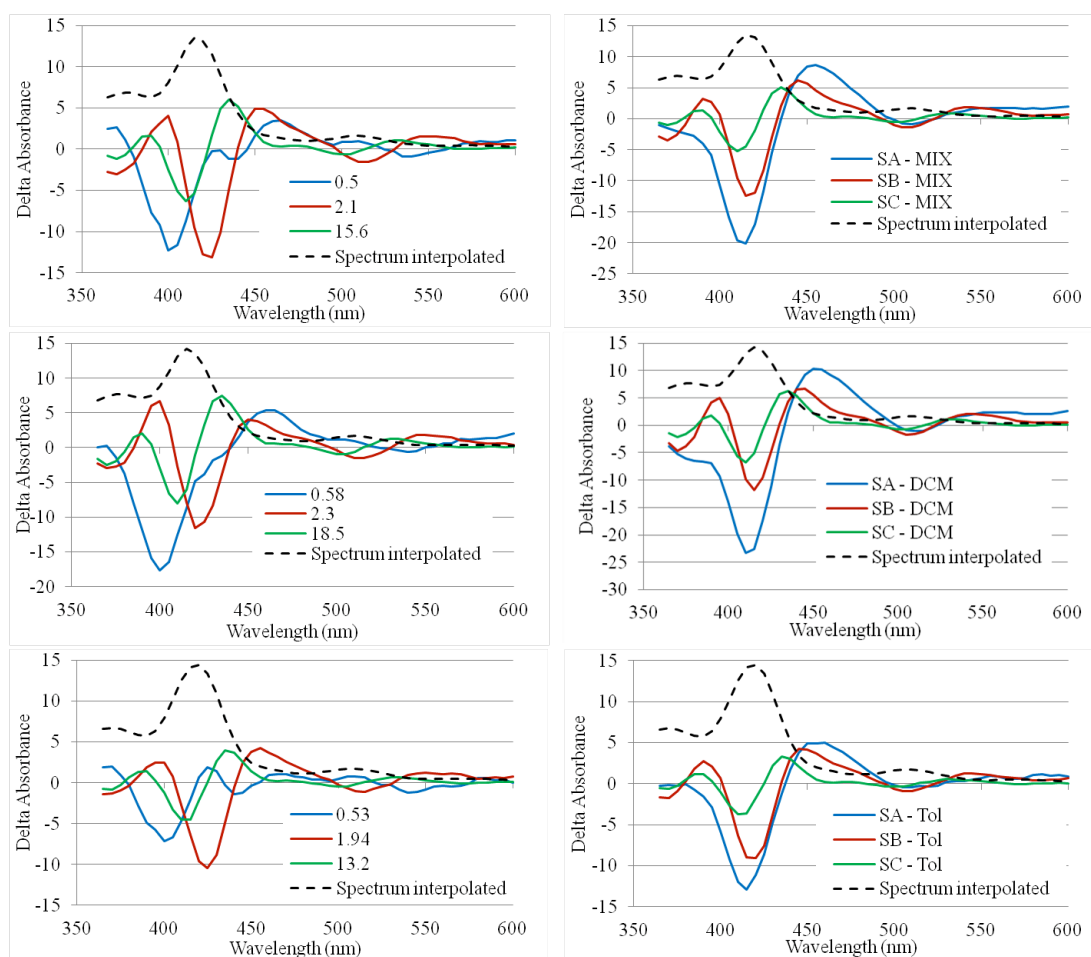 15
10
5
0
-5
-10
-15
350 400 450 500 550 600
Delta Absorbance
Wavelength (nm)
0.5
2.1
15.6
Spectrum interpolated
15
10
5
0
-5
-10
-15
-20
-25
350 400 450 500 550 600
Delta Absorbance
Wavelength (nm)
SA - MIX
SB - MIX
SC - MIX
Spectrum interpolated
15
10
5
0
-5
-10
-15
-20
350 400 450 500 550 600
Delta Absorbance
Wavelength (nm)
0.58
2.3
18.5
Spectrum interpolated
15
10
5
0
-5
-10
-15
-20
-25
-30
350 400 450 500 550 600
Delta Absorbance
Wavelength (nm)
SA - DCM
SB - DCM
SC - DCM
Spectrum interpolated
15
10
5
0
-5
-10
-15
350 400 450 500 550 600
Delta Absorbance
Wavelength (nm)
0.53
1.94
13.2
Spectrum interpolated
15
10
5
0
-5
-10
-15
350 400 450 500 550 600
Delta Absorbance
Wavelength (nm)
SA - Tol
SB - Tol
SC - Tol
Spectrum interpolated